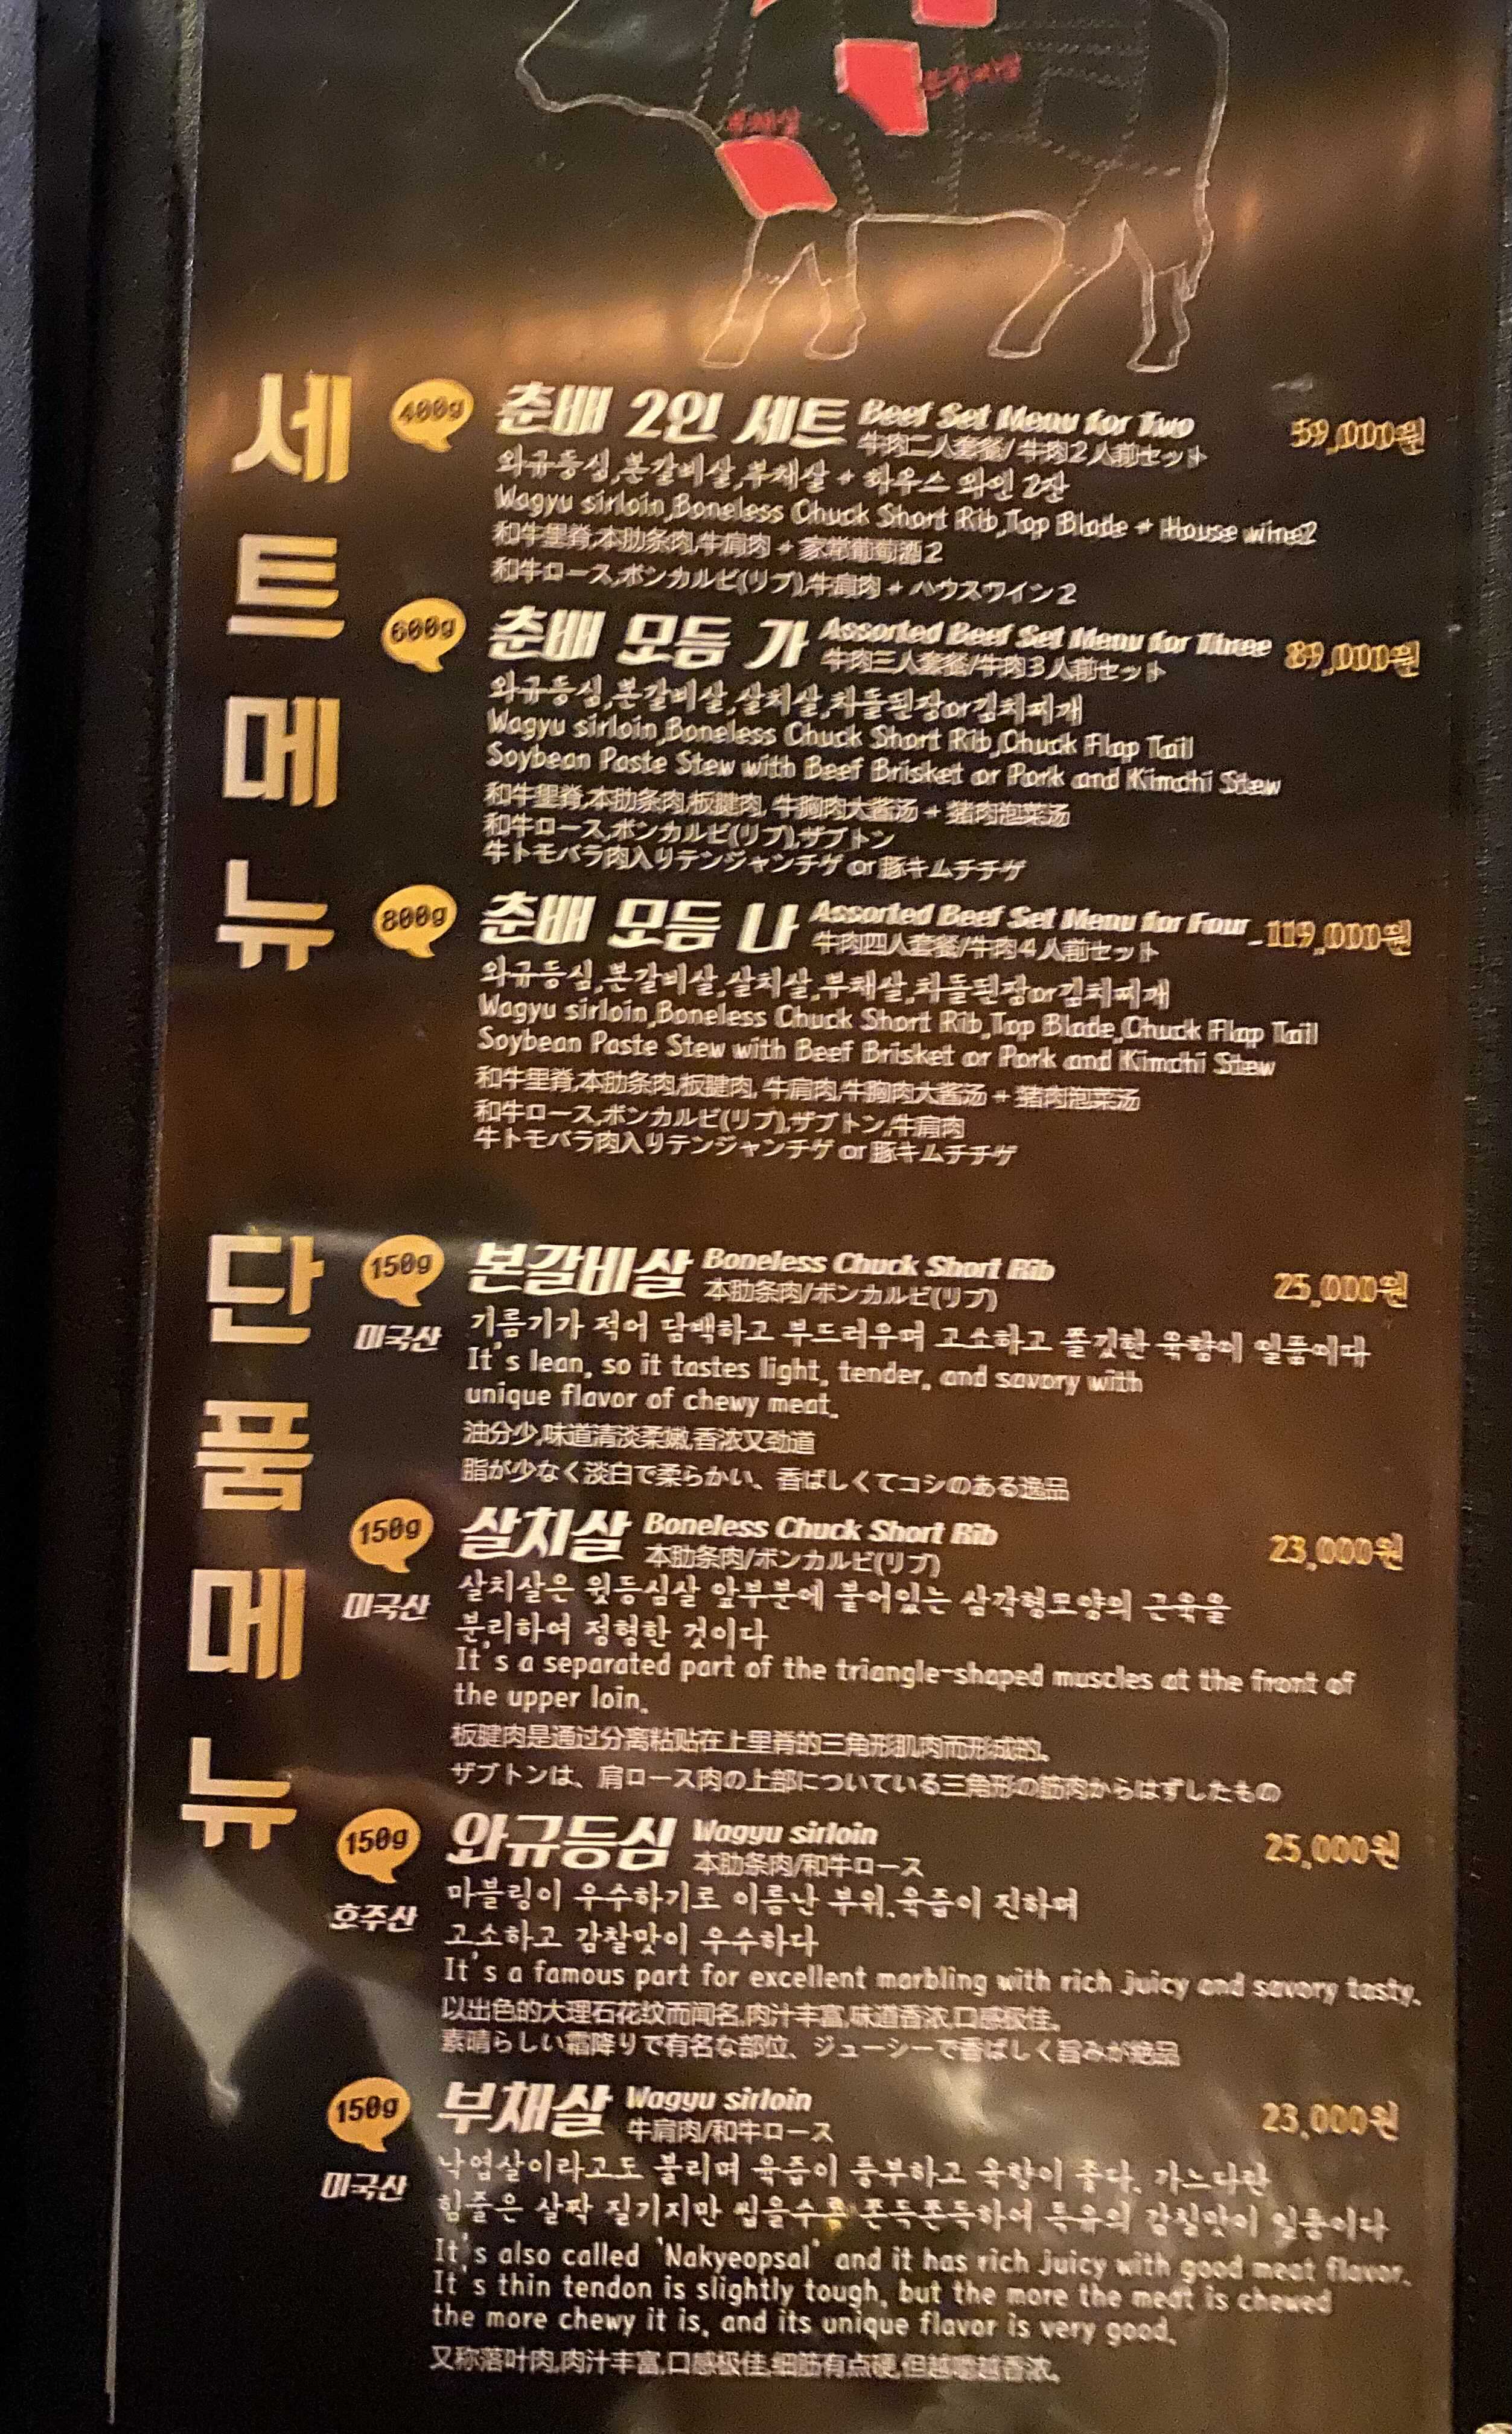 부채살
본갈비살
세트메뉴
400g
춘배 2인 세트 Beef Set Menu for Two 59,000원
牛肉二人套餐/牛肉2人前セット
와규등심,본갈비살,부채살 + 하우스 와인 2잔
Wagyu sirloin,Boneless Chuck Short Rib,Top Blade + House wine2
和牛里脊,本肋条肉,牛肩肉 + 家常葡萄酒2
和牛ロース,ボンカルビ(リブ),牛肩肉 + ハウスワイン2
600g
춘배 모듬 가 Assorted Beef Set Menu for Three 89,000원
牛肉三人套餐/牛肉3人前セット
와규등심,본갈비살,살치살,차돌된장or김치찌개
Wagyu sirloin,Boneless Chuck Short Rib,Chuck Flap Tail
Soybean Paste Stew with Beef Brisket or Pork and Kimchi Stew
和牛里脊,本肋条肉,板腱肉, 牛胸肉大酱汤 + 猪肉泡菜汤
和牛ロース,ボンカルビ(リブ),ザブトン
牛トモバラ肉入りテンジャンチゲ or 豚キムチチゲ
800g
춘배 모듬 나 Assorted Beef Set Menu for Four 119,000원
牛肉四人套餐/牛肉4人前セット
와규등심,본갈비살,살치살,부채살,차돌된장or김치찌개
Wagyu sirloin,Boneless Chuck Short Rib,Top Blade,Chuck Flap Tail
Soybean Paste Stew with Beef Brisket or Pork and Kimchi Stew
和牛里脊,本肋条肉,板腱肉, 牛肩肉,牛胸肉大酱汤 + 猪肉泡菜汤
和牛ロース,ボンカルビ(リブ),ザブトン,牛肩肉
牛トモバラ肉入りテンジャンチゲ or 豚キムチチゲ
단품메뉴
150g
미국산
본갈비살 Boneless Chuck Short Rib 25,000원
本肋条肉/ボンカルビ(リブ)
기름기가 적어 담백하고 부드러우며 고소하고 쫄깃한 육향이 일품이다
It's lean, so it tastes light, tender, and savory with
unique flavor of chewy meat.
油分少,味道清淡柔嫩,香浓又劲道
脂が少なく淡白で柔らかい、香ばしくてコシのある逸品
150g
미국산
살치살 Boneless Chuck Short Rib 23,000원
本肋条肉/ボンカルビ(リブ)
살치살은 윗등심살 앞부분에 붙어있는 삼각형모양의 근육을
분리하여 정형한 것이다
It's a separated part of the triangle-shaped muscles at the front of
the upper loin.
板腱肉是通过分离粘贴在上里脊的三角形肌肉而形成的。
ザブトンは、肩ロース肉の上部についている三角形の筋肉からはずしたもの
150g
호주산
와규등심 Wagyu sirloin 25,000원
本肋条肉/和牛ロース
마블링이 우수하기로 이름난 부위.육즙이 진하며
고소하고 감찰맛이 우수하다
It's a famous part for excellent marbling with rich juicy and savory tasty.
以出色的大理石花纹而闻名,肉汁丰富,味道香浓,口感极佳。
素晴らしい霜降りで有名な部位、ジューシーで香ばしく旨みが絶品
150g
미국산
부채살 Wagyu sirloin 23,000원
牛肩肉/和牛ロース
낙엽살이라고도 불리며 육즙이 풍부하고 육향이 좋다. 가느다란
힘줄은 살짝 질기지만 씹을수록 쫀득쫀득하여 특유의 감칠맛이 일품이다
It's also called 'Nakyeopsal' and it has rich juicy with good meat flavor.
It's thin tendon is slightly tough, but the more the meat is chewed
the more chewy it is, and its unique flavor is very good.
又称落叶肉,肉汁丰富,口感极佳,细筋有点硬,但越嚼越香浓。